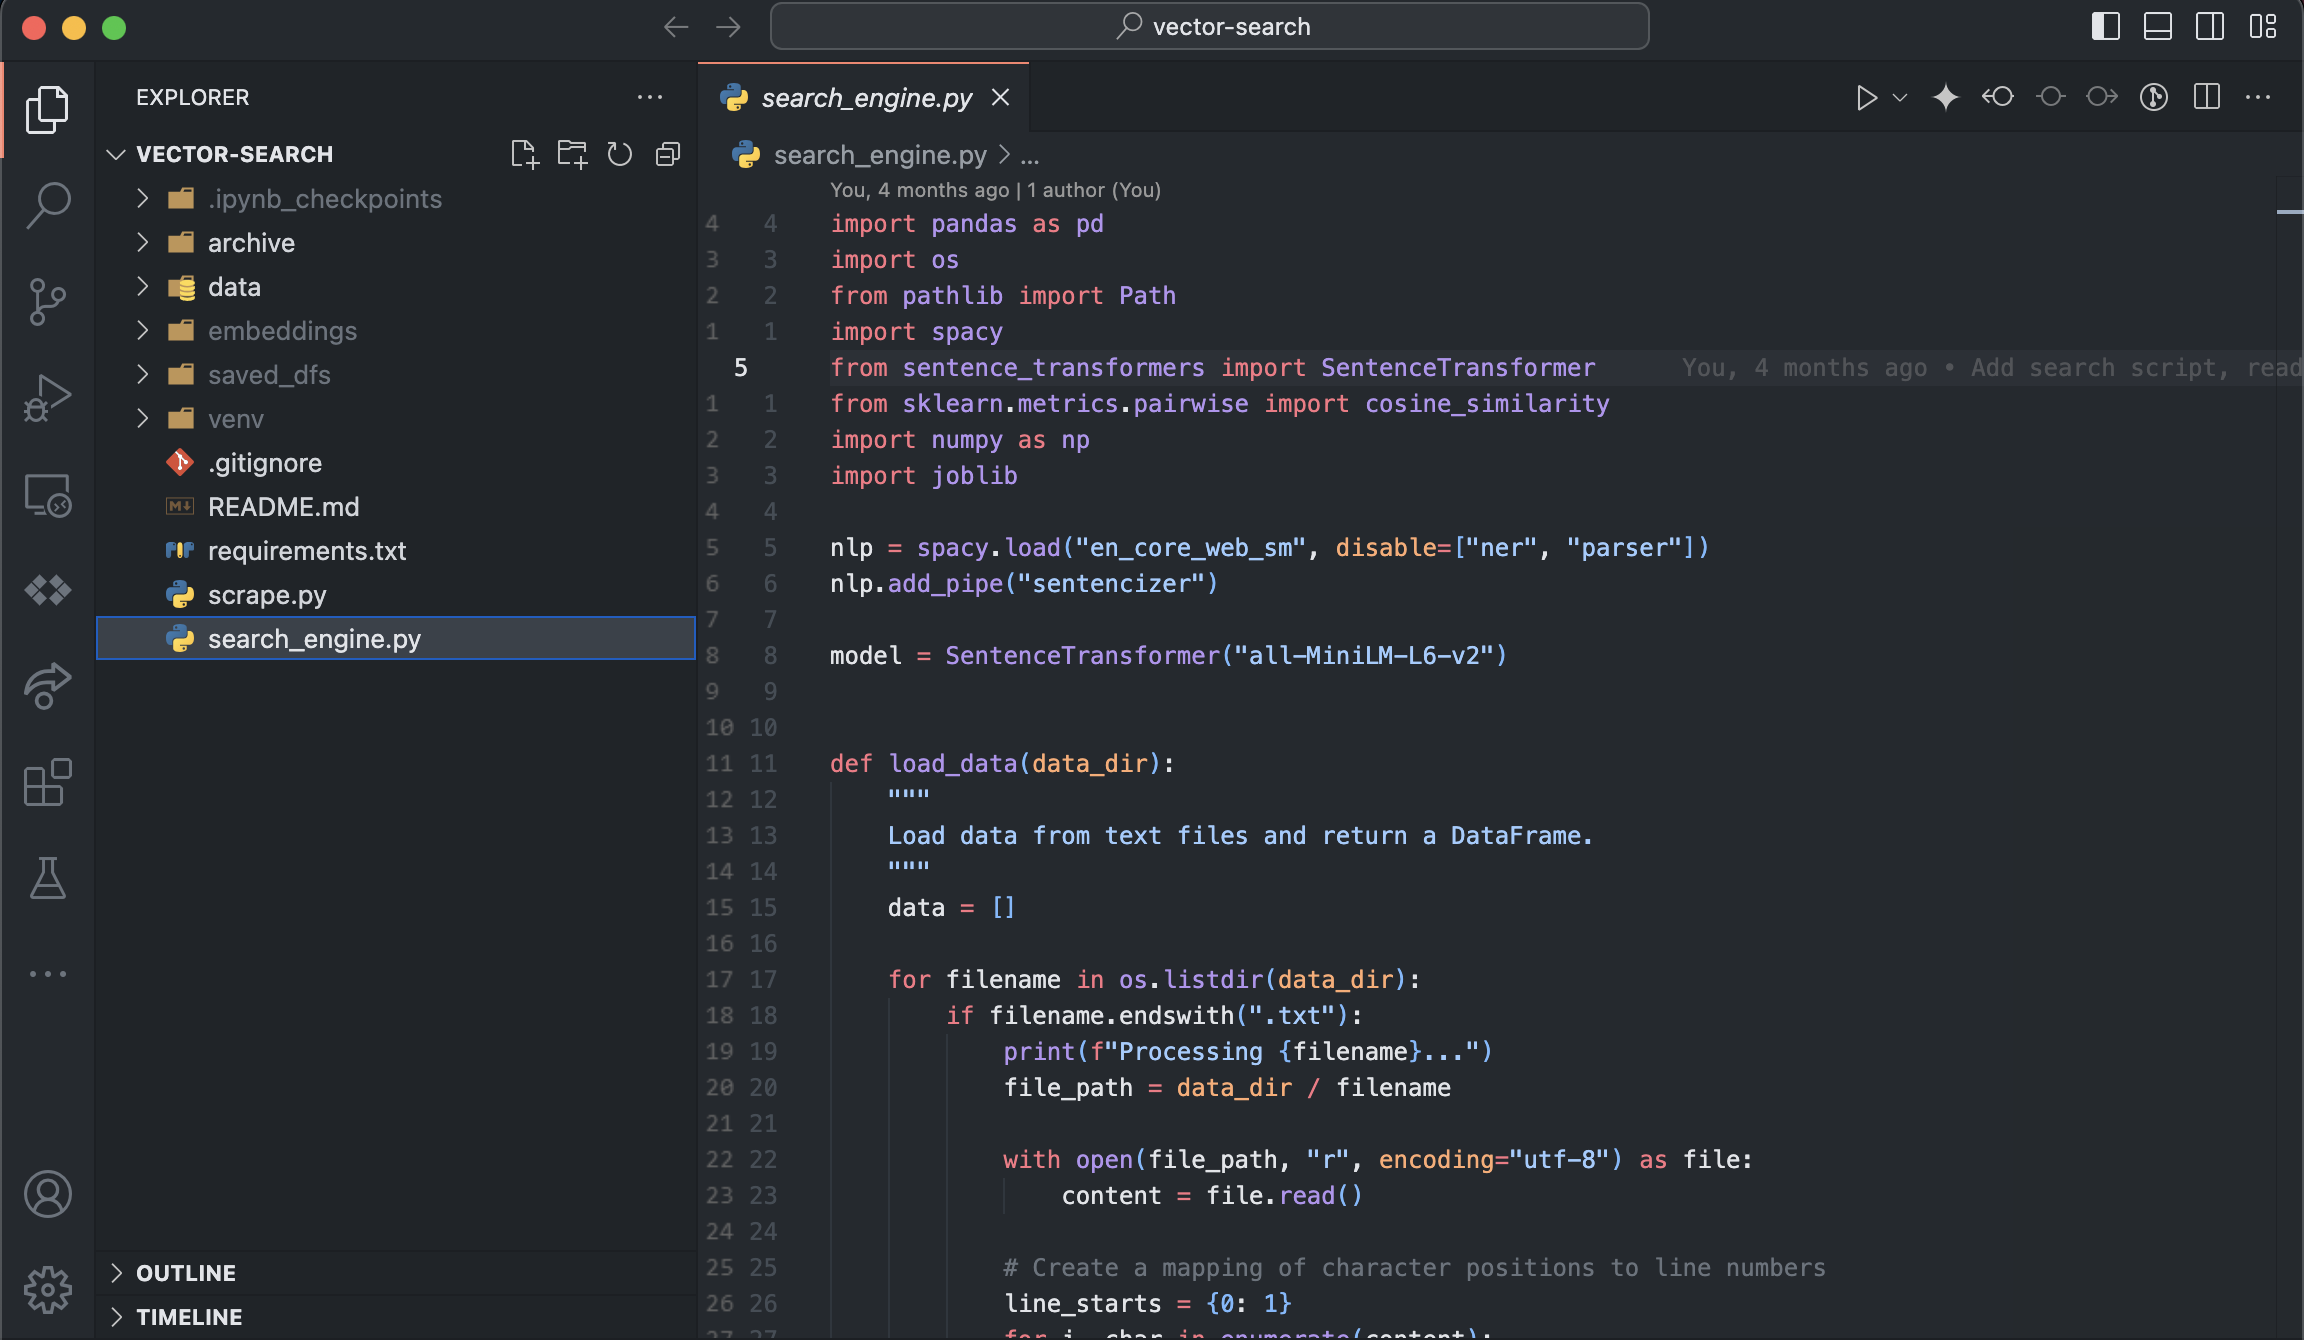 vector-search
EXPLORER
VECTOR-SEARCH
.ipynb_checkpoints
archive
data
embeddings
saved_dfs
venv
.gitignore
README.md
requirements.txt
scrape.py
search_engine.py
OUTLINE
TIMELINE
search_engine.py
search_engine.py > ...
You, 4 months ago | 1 author (You)
4 4 import pandas as pd
3 3 import os
2 2 from pathlib import Path
1 1 import spacy
5 from sentence_transformers import SentenceTransformer You, 4 months ago • Add search script, read
1 1 from sklearn.metrics.pairwise import cosine_similarity
2 2 import numpy as np
3 3 import joblib
4 4
5 5 nlp = spacy.load("en_core_web_sm", disable=["ner", "parser"])
6 6 nlp.add_pipe("sentencizer")
7 7
8 8 model = SentenceTransformer("all-MiniLM-L6-v2")
9 9
10 10
11 11 def load_data(data_dir):
12 12 """
13 13 Load data from text files and return a DataFrame.
14 14 """
15 15 data = []
16 16
17 17 for filename in os.listdir(data_dir):
18 18 if filename.endswith(".txt"):
19 19 print(f"Processing {filename}...")
20 20 file_path = data_dir / filename
21 21
22 22 with open(file_path, "r", encoding="utf-8") as file:
23 23 content = file.read()
24 24
25 25 # Create a mapping of character positions to line numbers
26 26 line_starts = {0: 1}
27 27 for i, char in enumerate(content):